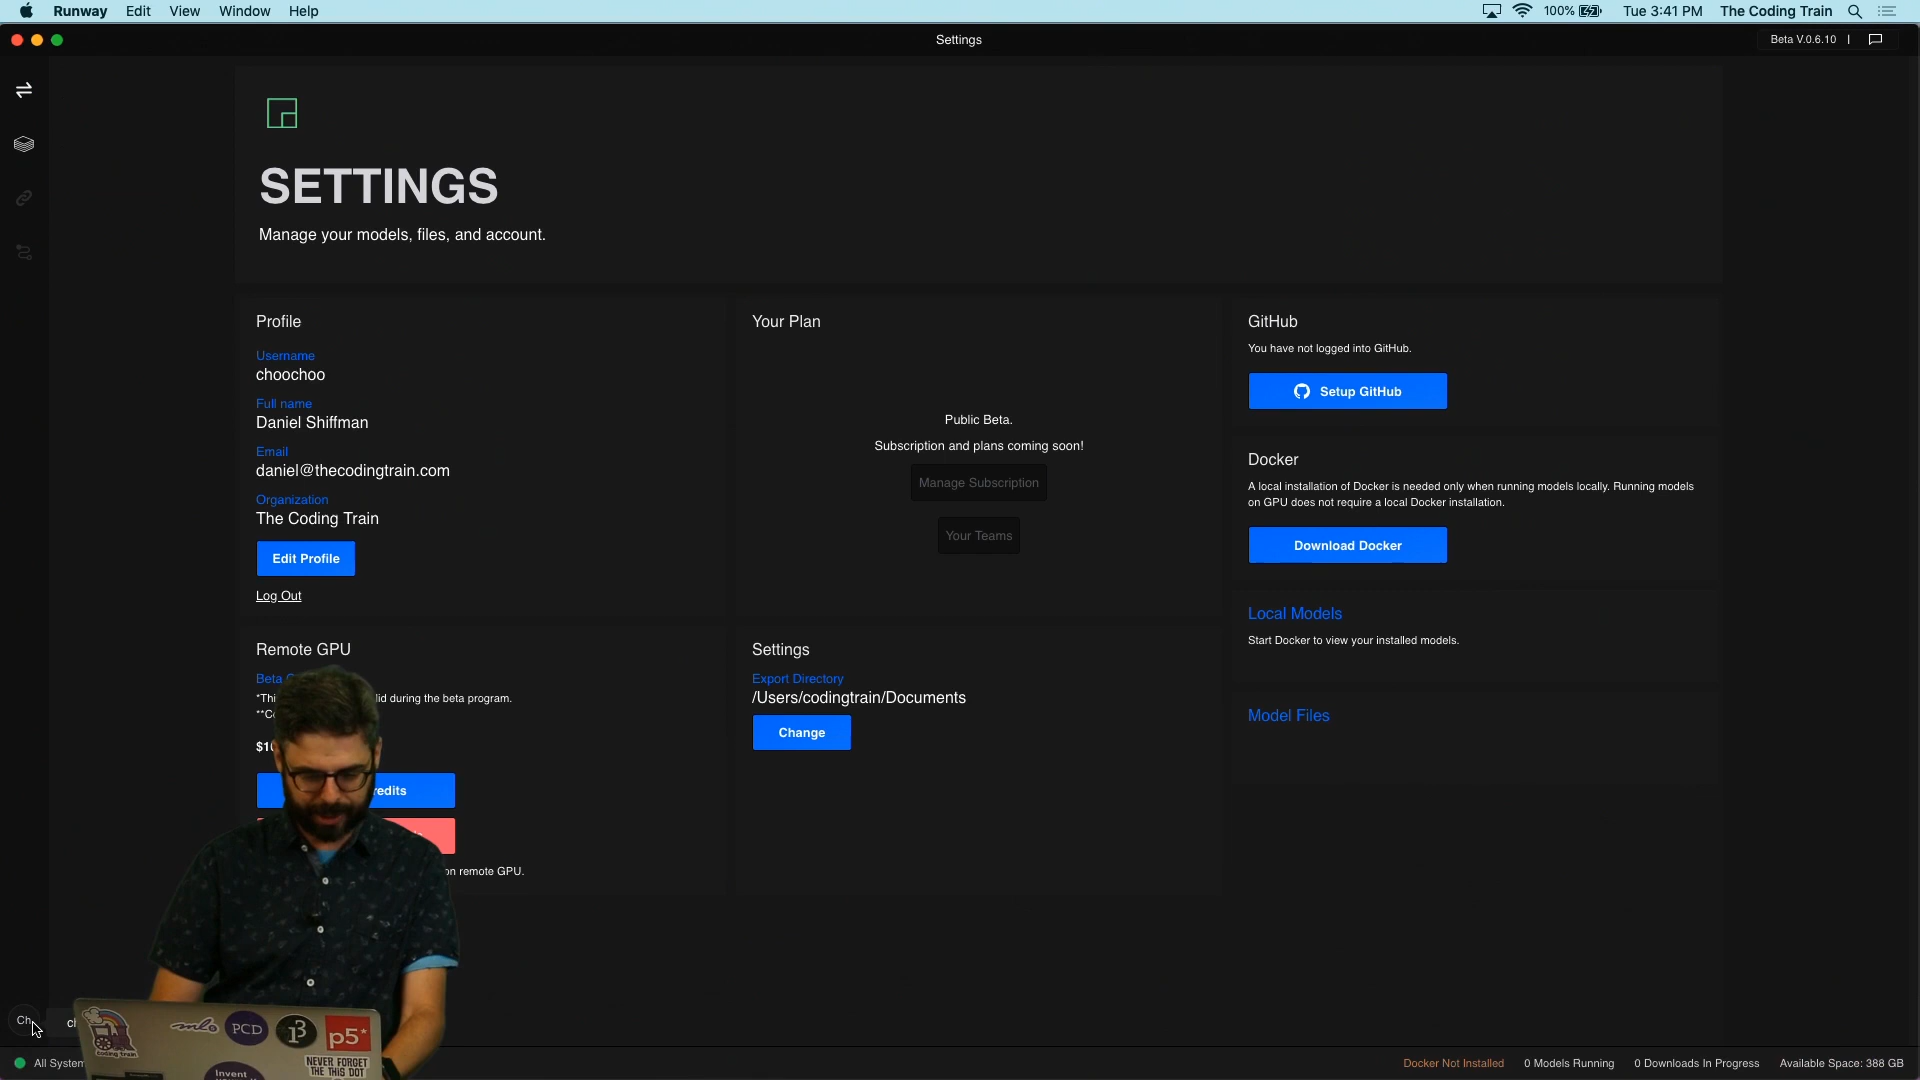 Runway Edit View Window Help
100% Tue 3:41 PM The Coding Train
Settings
Beta V.0.6.10 |
SETTINGS
Manage your models, files, and account.
Profile
Username
choochoo
Full name
Daniel Shiffman
Email
daniel@thecodingtrain.com
Organization
The Coding Train
Edit Profile
Log Out
Your Plan
Public Beta.
Subscription and plans coming soon!
Manage Subscription
Your Teams
GitHub
You have not logged into GitHub.
Setup GitHub
Docker
A local installation of Docker is needed only when running models locally. Running models
on GPU does not require a local Docker installation.
Download Docker
Local Models
Start Docker to view your installed models.
Model Files
Remote GPU
Beta
during the beta program.
on remote GPU.
Settings
Export Directory
/Users/codingtrain/Documents
Change
Ch
PCD
p5*
Coding Train
NEVER FORGET
THE THIS DOT
Invent
All
Docker Not Installed 0 Models Running 0 Downloads In Progress Available Space: 388 GB